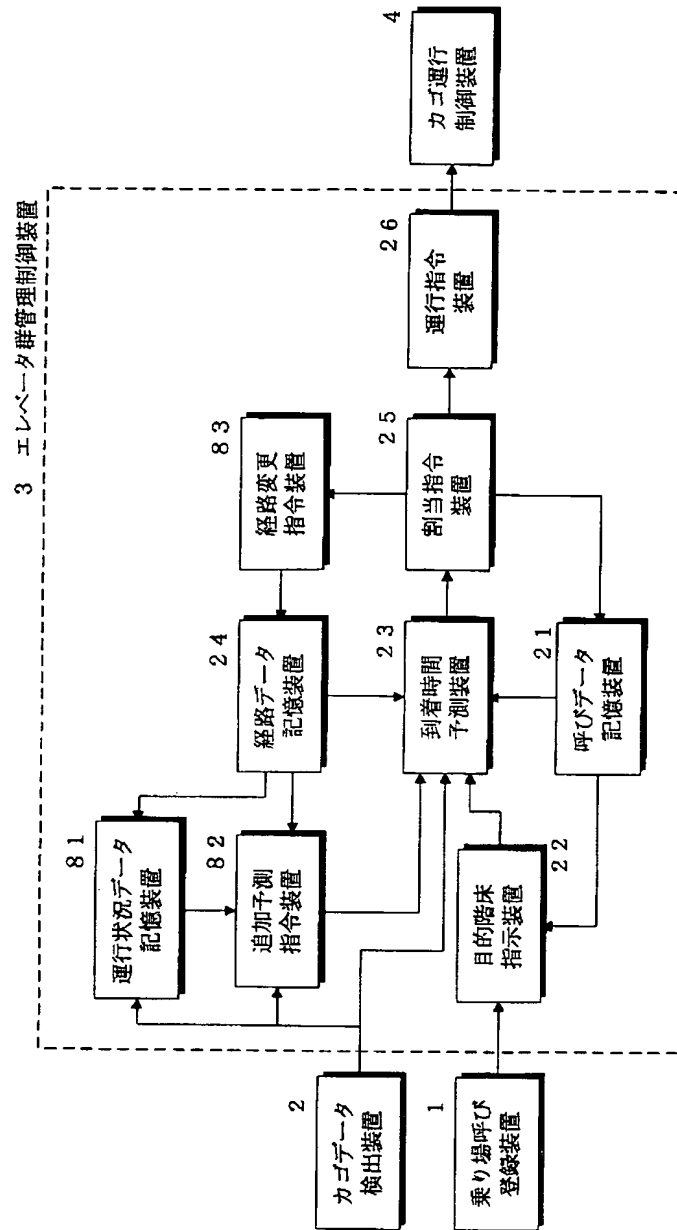 3 エレベータ群管理制御装置
81
運行状況データ
記憶装置
24
経路データ
記憶装置
83
経路変更
指令装置
82
追加予測
指令装置
2
カゴデータ
検出装置
23
到着時間
予測装置
25
割当指令
装置
26
運行指令
装置
4
カゴ運行
制御装置
1
乗り場呼び
登録装置
22
目的階床
指示装置
21
呼びデータ
記憶装置